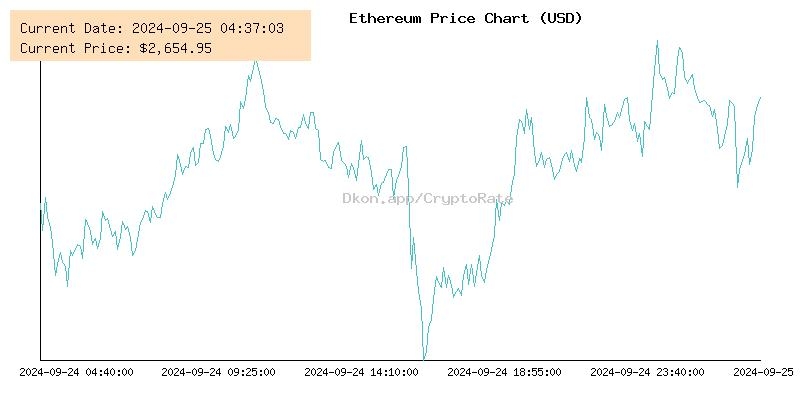 Ethereum Price Chart (USD)
Current Date: 2024-09-25 04:37:03
Current Price: $2,654.95
Dkon.app/CryptoRate
2024-09-24 04:40:00 2024-09-24 09:25:00 2024-09-24 14:10:00 2024-09-24 18:55:00 2024-09-24 23:40:00 2024-09-25